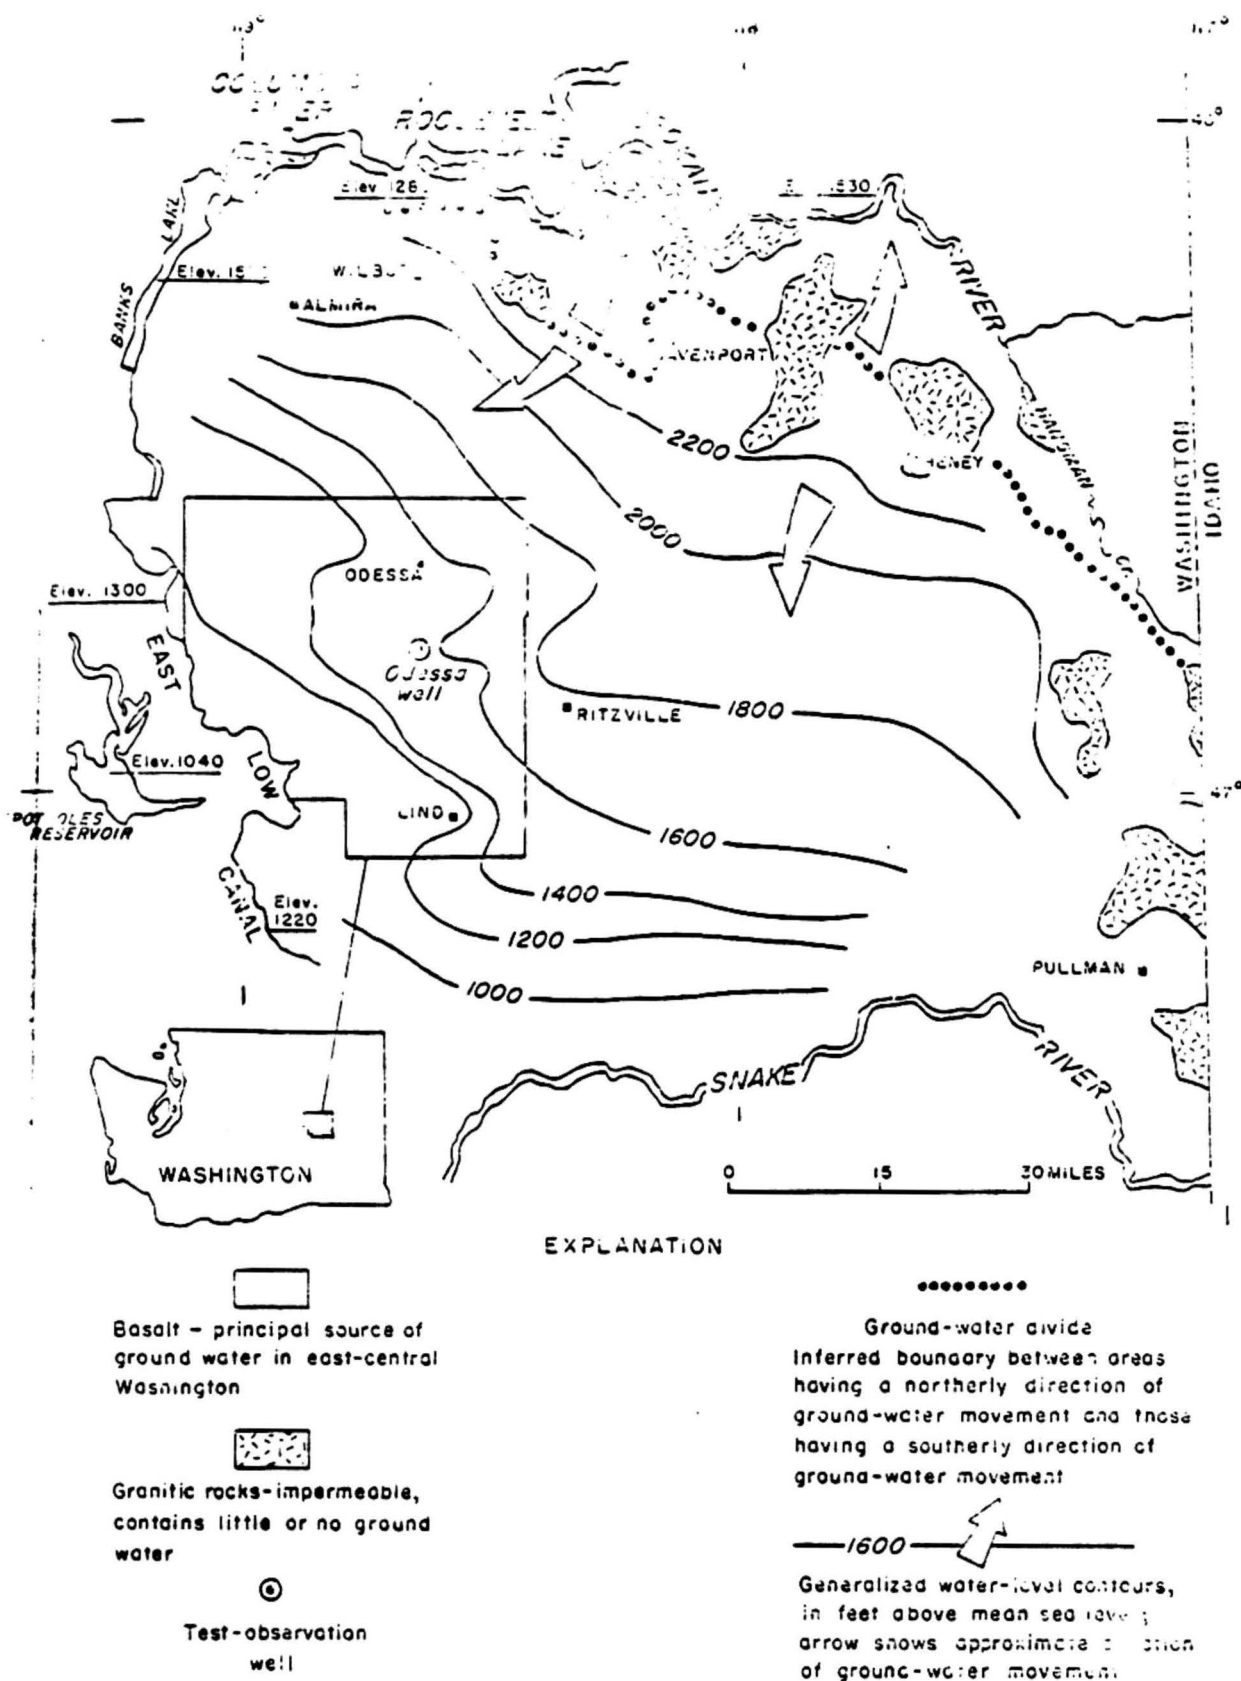 119°
48°
RIVER
LAKE
BANKS
ALMIRA
2200
2000
WASHINGTON
IDAHO
ODESSA
Elev. 1300
EAST
Odessa
well
RITZVILLE
1800
Elev. 1040
LOW
47°
RESERVOIR
LIND
1600
CANAL
Elev.
1220
1400
1200
PULLMAN
1000
SNAKE
RIVER
WASHINGTON
0 15 30 MILES
EXPLANATION
Basalt - principal source of
ground water in east-central
Washington
Granitic rocks-impermeable,
contains little or no ground
water
Test-observation
well
Ground-water divide
Inferred boundary between areas
having a northerly direction of
ground-water movement and those
having a southerly direction of
ground-water movement
1600
Generalized water-level contours,
in feet above mean sea
arrow shows approximate
of ground-water movement